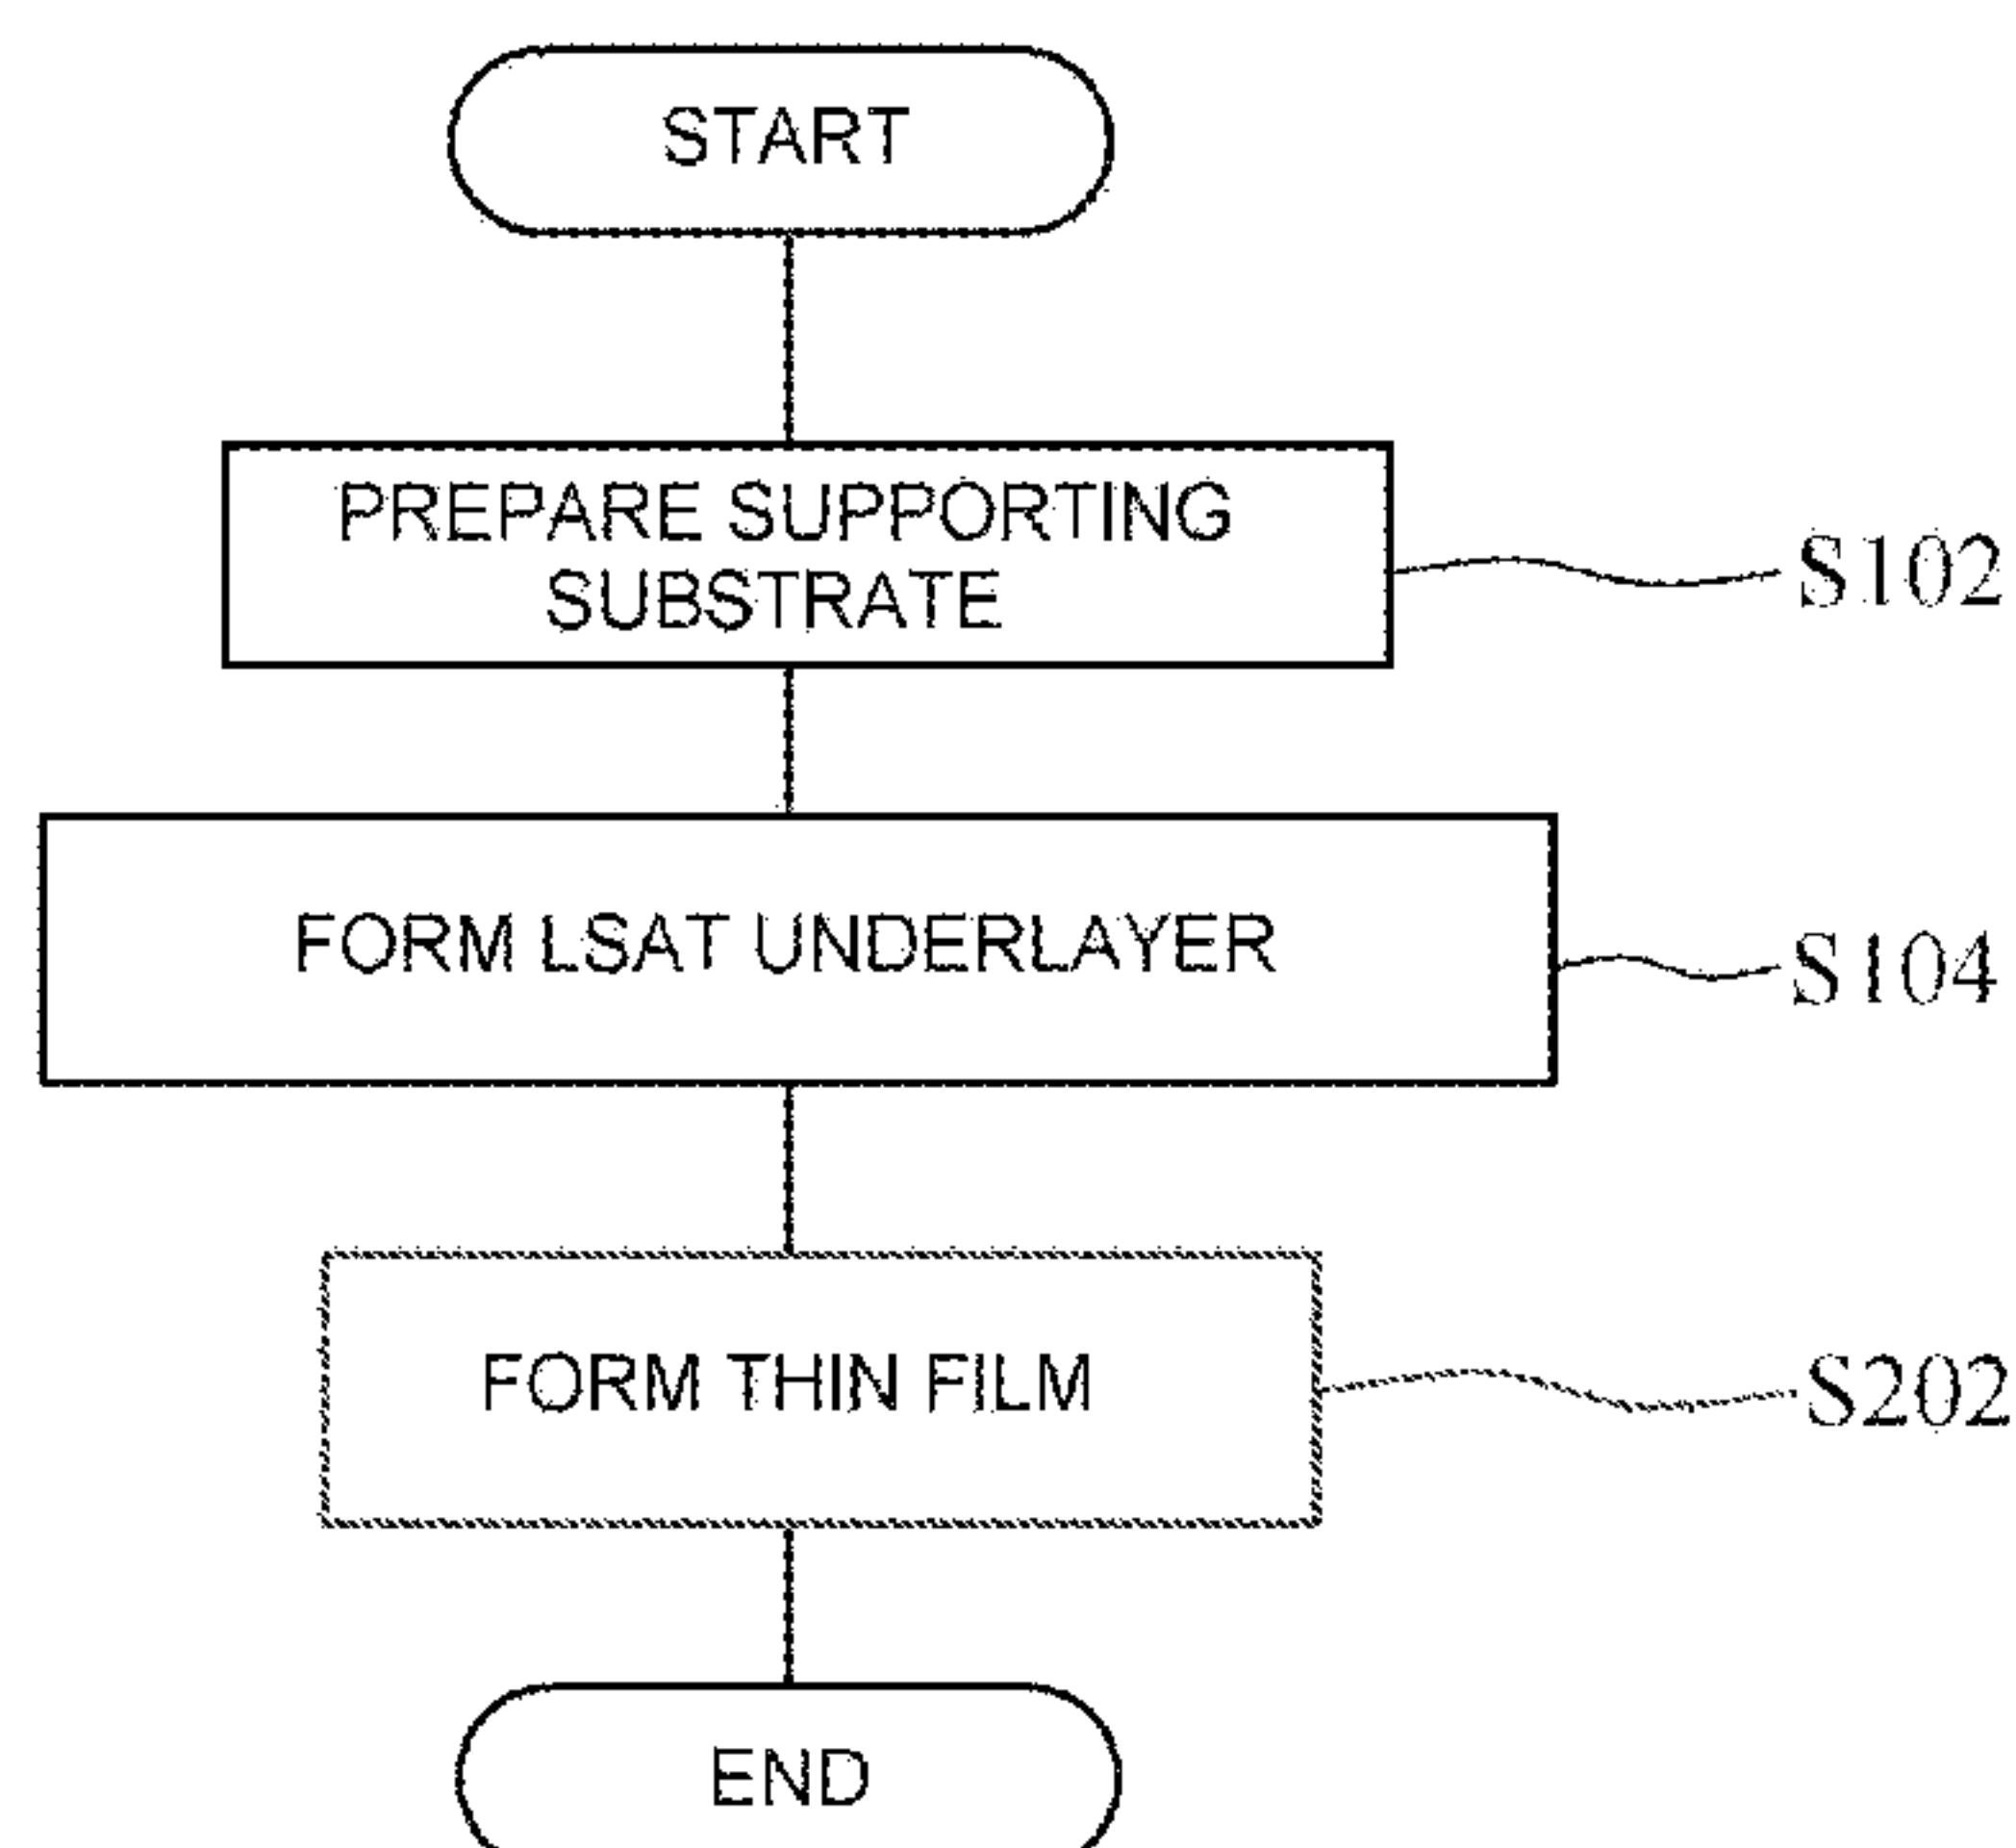 START
PREPARE SUPPORTING
SUBSTRATE
S102
FORM LSAT UNDERLAYER
S104
FORM THIN FILM
S202
END